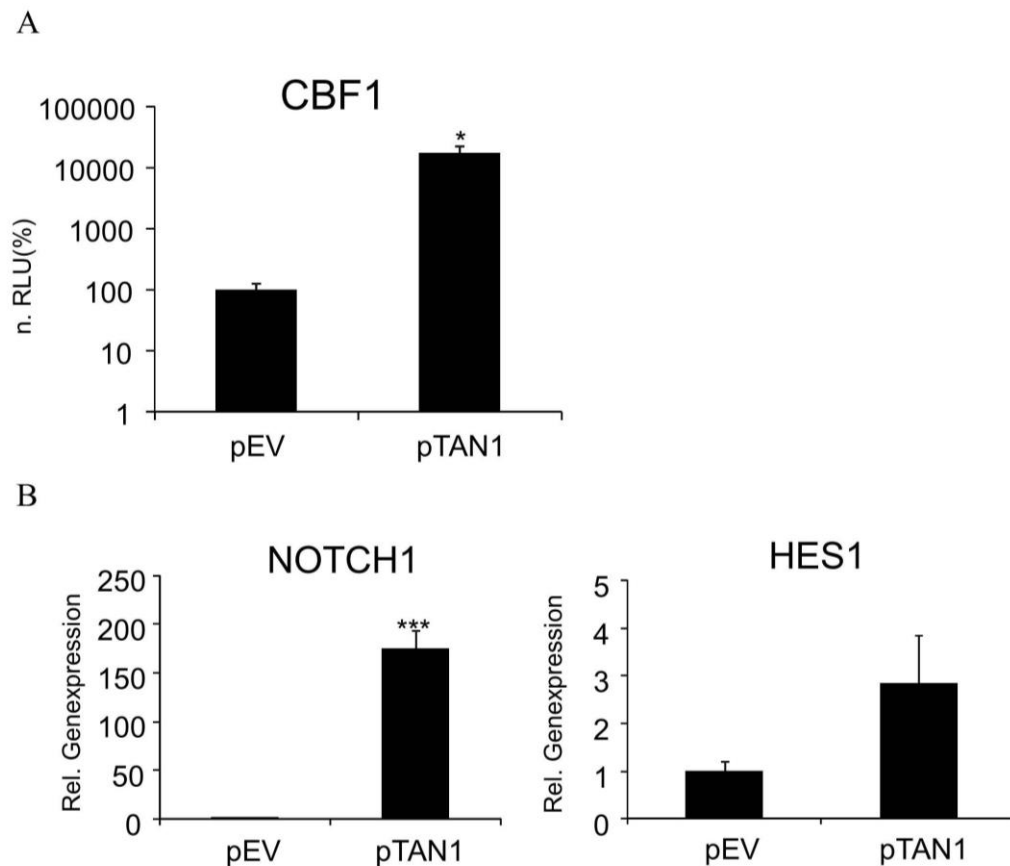 A
CBF1
100000
10000
1000
100
10
1
n. RLU(%)
*
pEV
pTAN1
B
NOTCH1
250
200
150
100
50
0
Rel. Genexpression
***
pEV
pTAN1
HES1
5
4
3
2
1
0
Rel. Genexpression
pEV
pTAN1